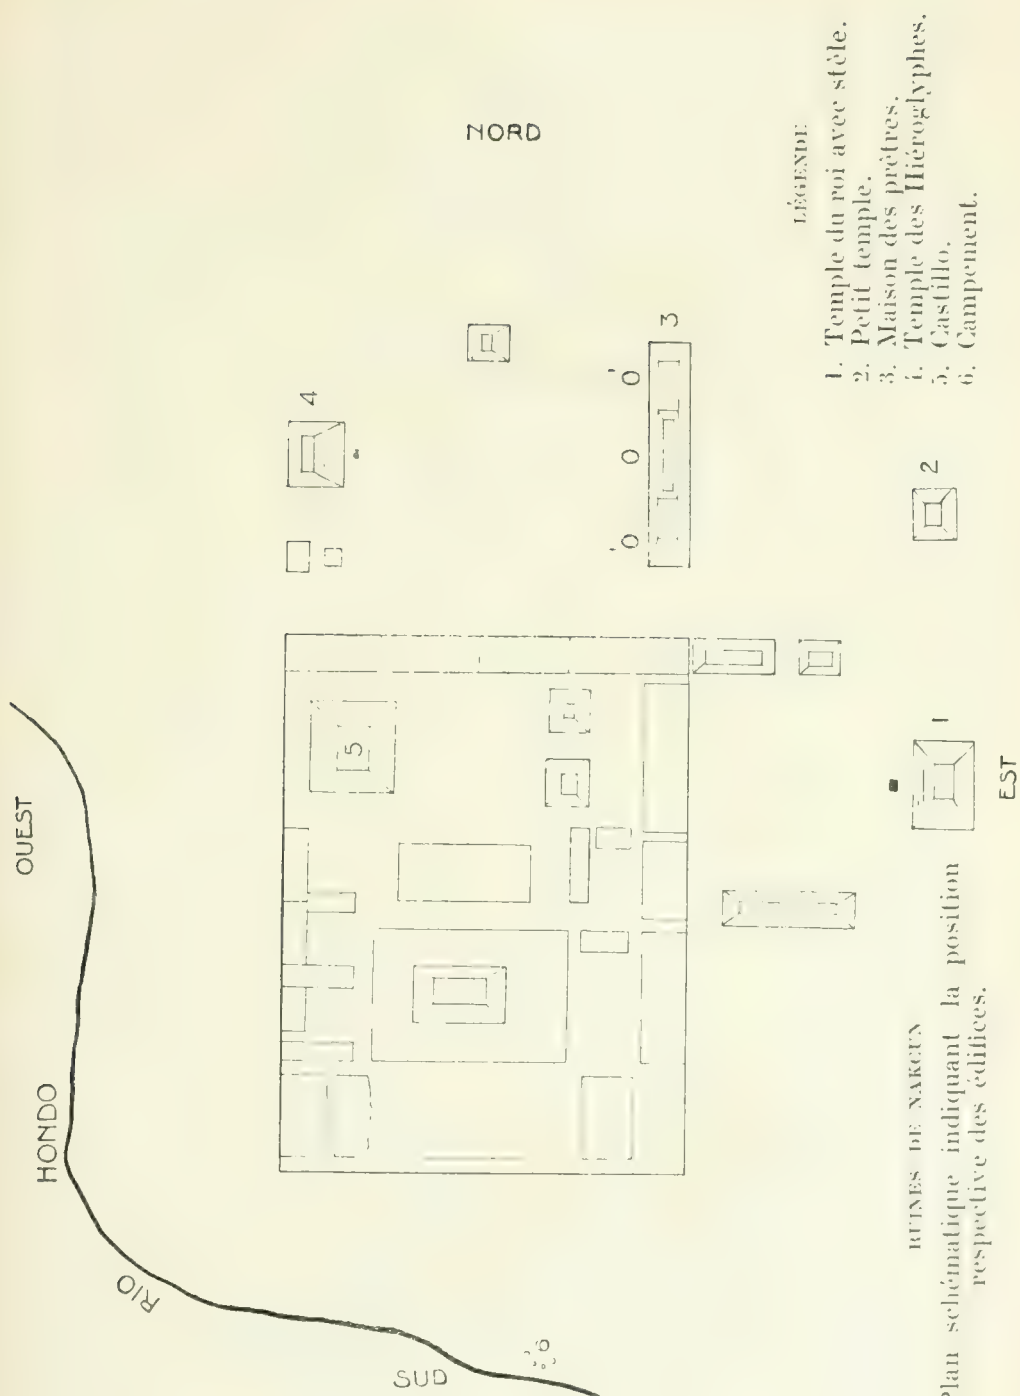 NORD
OUEST
HONDO
RIO
SUD
EST
4
3
O' O O'
2
1
5
LÉGENDE
1. Temple du roi avec stèle.
2. Petit temple.
3. Maison des prêtres.
4. Temple des Hiéroglyphes.
5. Castillo.
6. Campement.
RUINES DE NAKCUN
Plan schématique indiquant la position
respective des édifices.